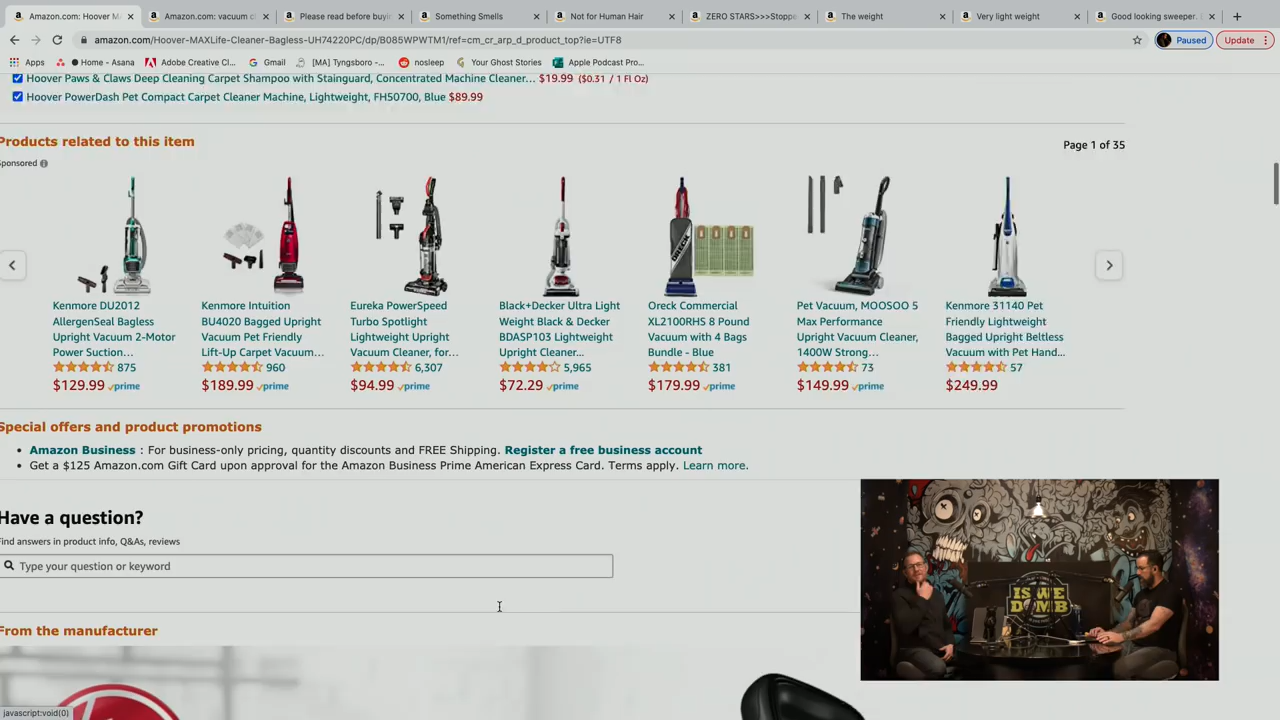 Amazon.com: Hoover M
Amazon.com: vacuum cl
Please read before buyin
Something Smells
Not for Human Hair
ZERO STARS>>>Stoppe
The weight
Very light weight
Good looking sweeper.
amazon.com/Hoover-MAXLife-Cleaner-Bagless-UH74220PC/dp/B085WPWTM1/ref=cm_cr_arp_d_product_top?ie=UTF8
Paused
Update
Apps
Home - Asana
Adobe Creative Cl...
Gmail
[MA] Tyngsboro -...
nosleep
Your Ghost Stories
Apple Podcast Pro...
Hoover Paws & Claws Deep Cleaning Carpet Shampoo with Stainguard, Concentrated Machine Cleaner... $19.99 ($0.31 / 1 Fl Oz)
Hoover PowerDash Pet Compact Carpet Cleaner Machine, Lightweight, FH50700, Blue $89.99
Products related to this item
Page 1 of 35
Sponsored
Kenmore DU2012
AllergenSeal Bagless
Upright Vacuum 2-Motor
Power Suction...
875
$129.99 prime
Kenmore Intuition
BU4020 Bagged Upright
Vacuum Pet Friendly
Lift-Up Carpet Vacuum...
960
$189.99 prime
Eureka PowerSpeed
Turbo Spotlight
Lightweight Upright
Vacuum Cleaner, for...
6,307
$94.99 prime
Black+Decker Ultra Light
Weight Black & Decker
BDASP103 Lightweight
Upright Cleaner...
5,965
$72.29 prime
Oreck Commercial
XL2100RHS 8 Pound
Vacuum with 4 Bags
Bundle - Blue
381
$179.99 prime
Pet Vacuum, MOOSOO 5
Max Performance
Upright Vacuum Cleaner,
1400W Strong...
73
$149.99 prime
Kenmore 31140 Pet
Friendly Lightweight
Bagged Upright Beltless
Vacuum with Pet Hand...
57
$249.99
Special offers and product promotions
Amazon Business : For business-only pricing, quantity discounts and FREE Shipping. Register a free business account
Get a $125 Amazon.com Gift Card upon approval for the Amazon Business Prime American Express Card. Terms apply. Learn more.
Have a question?
Find answers in product info, Q&As, reviews
Type your question or keyword
From the manufacturer
IS WE
DUMB
javascript:void(0)